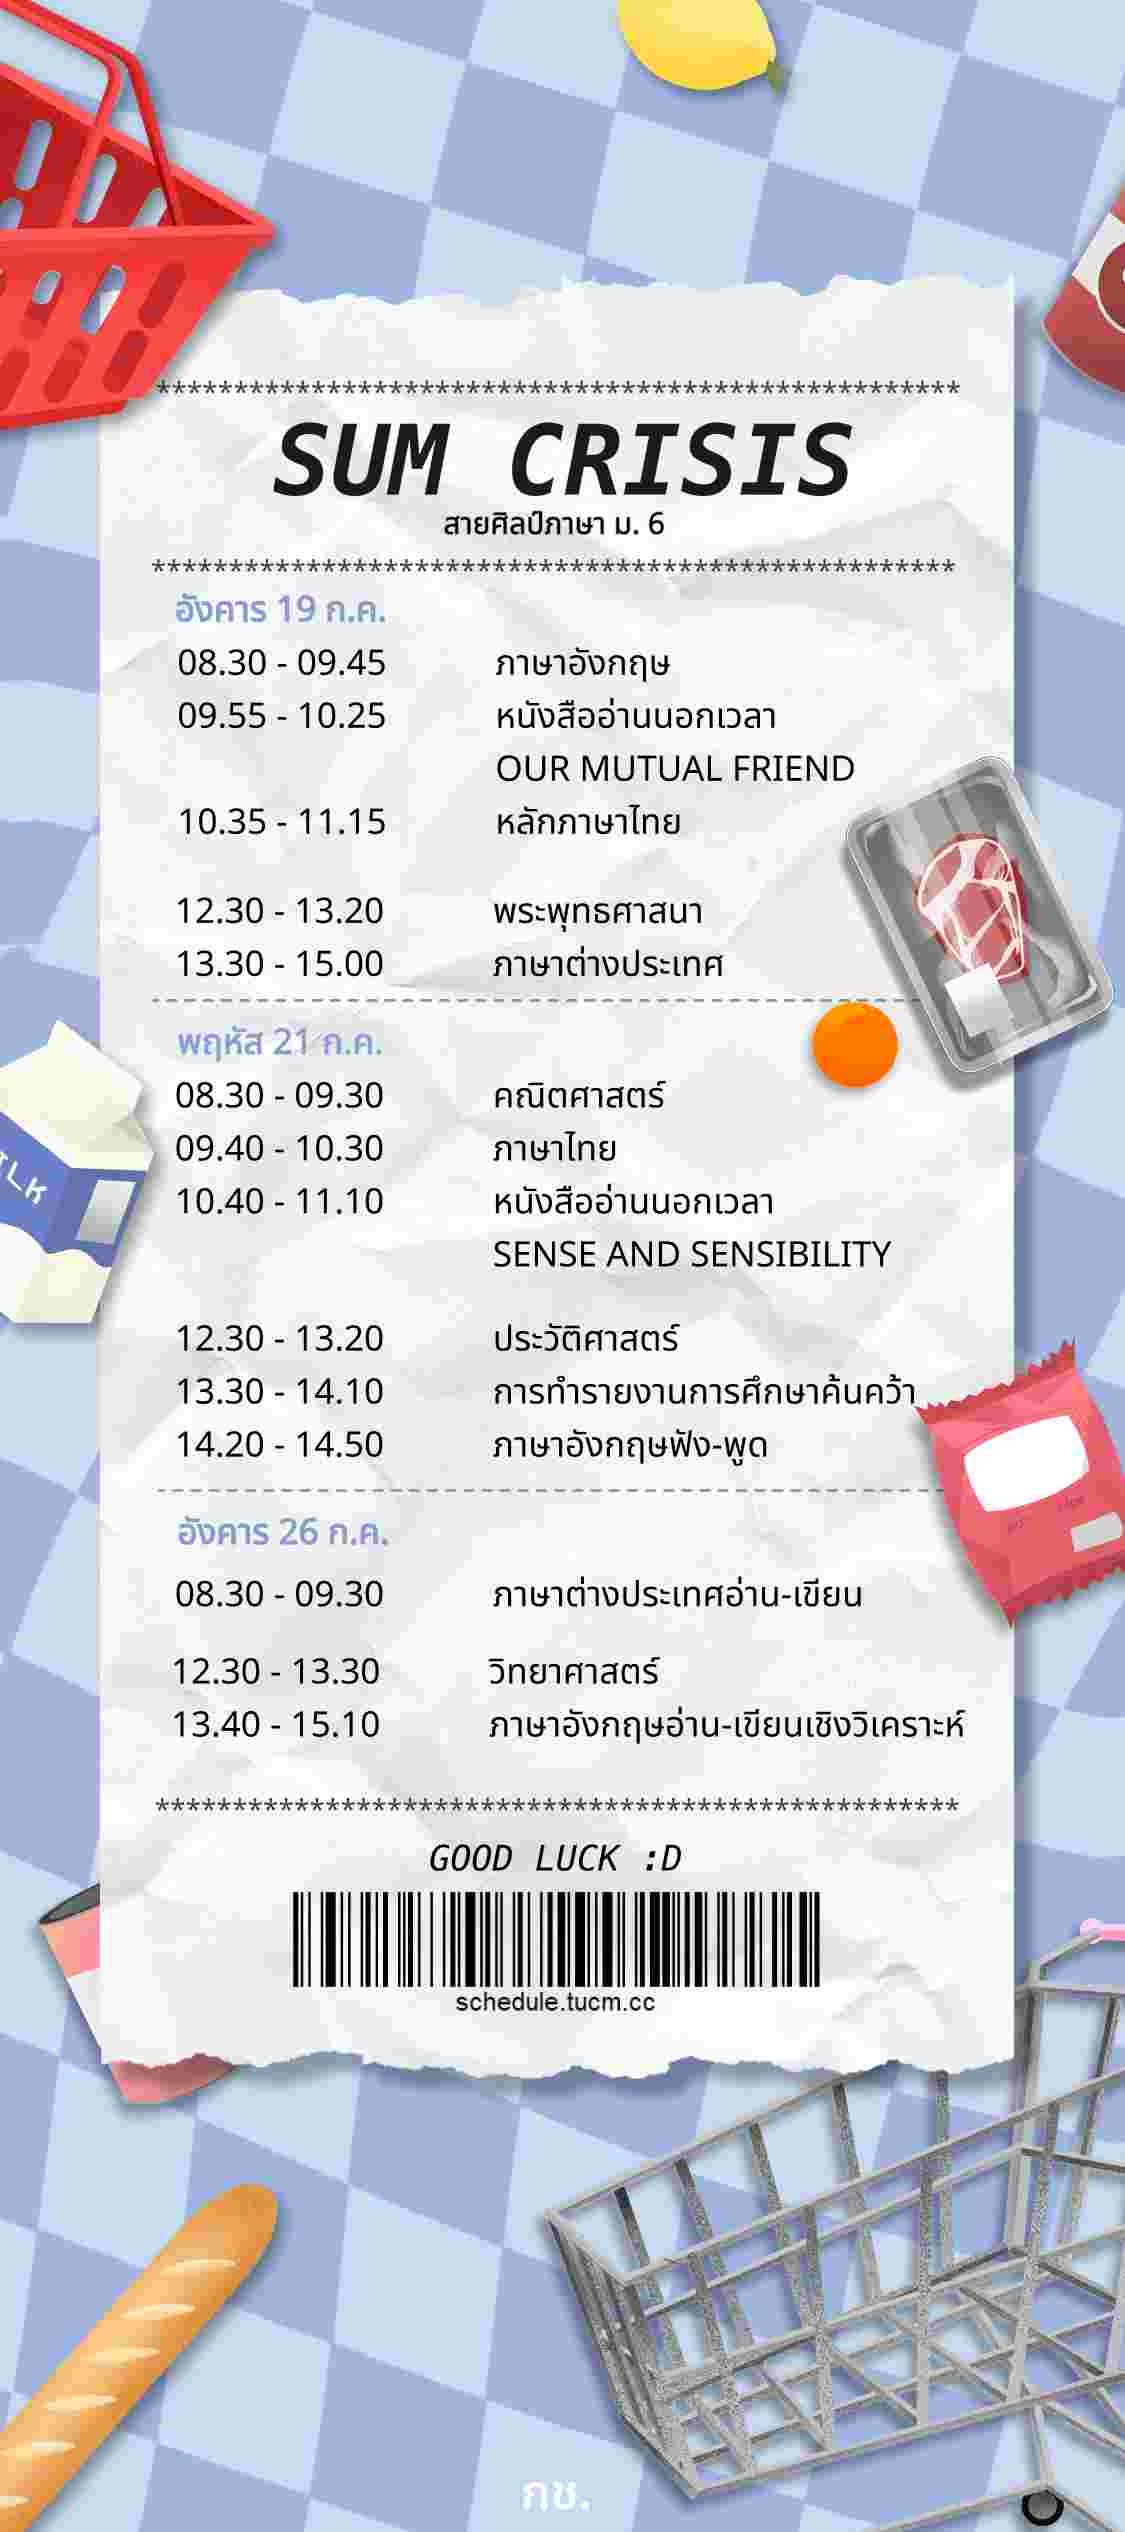 ****************************************************
SUM CRISIS
สายศิลป์ภาษา ม. 6
****************************************************
อังคาร 19 ก.ค.
08.30 - 09.45 ภาษาอังกฤษ
09.55 - 10.25 หนังสืออ่านนอกเวลา
OUR MUTUAL FRIEND
10.35 - 11.15 หลักภาษาไทย
12.30 - 13.20 พระพุทธศาสนา
13.30 - 15.00 ภาษาต่างประเทศ
พฤหัส 21 ก.ค.
08.30 - 09.30 คณิตศาสตร์
09.40 - 10.30 ภาษาไทย
10.40 - 11.10 หนังสืออ่านนอกเวลา
SENSE AND SENSIBILITY
12.30 - 13.20 ประวัติศาสตร์
13.30 - 14.10 การทำรายงานการศึกษาค้นคว้า
14.20 - 14.50 ภาษาอังกฤษฟัง-พูด
อังคาร 26 ก.ค.
08.30 - 09.30 ภาษาต่างประเทศอ่าน-เขียน
12.30 - 13.30 วิทยาศาสตร์
13.40 - 15.10 ภาษาอังกฤษอ่าน-เขียนเชิงวิเคราะห์
****************************************************
GOOD LUCK :D
schedule.tucm.cc
กช.